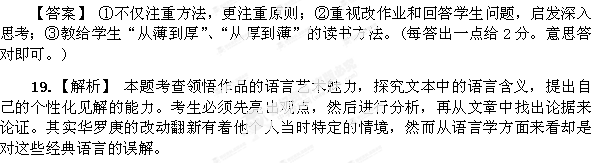 【答案】 ①不仅注重方法，更注重原则；②重视改作业和回答学生问题，启发深入
思考；③教给学生“从薄到厚”、“从厚到薄”的读书方法。（每答出一点给 2 分。意思答
对即可。）
19.【解析】 本题考查领悟作品的语言艺术魅力，探究文本中的语言含义，提出自
己的个性化见解的能力。考生必须先亮出观点，然后进行分析，再从文章中找出论据来
论证。其实华罗庚的改动翻新有着他个人当时特定的情境，然而从语言学方面来看却是
对这些经典语言的误解。